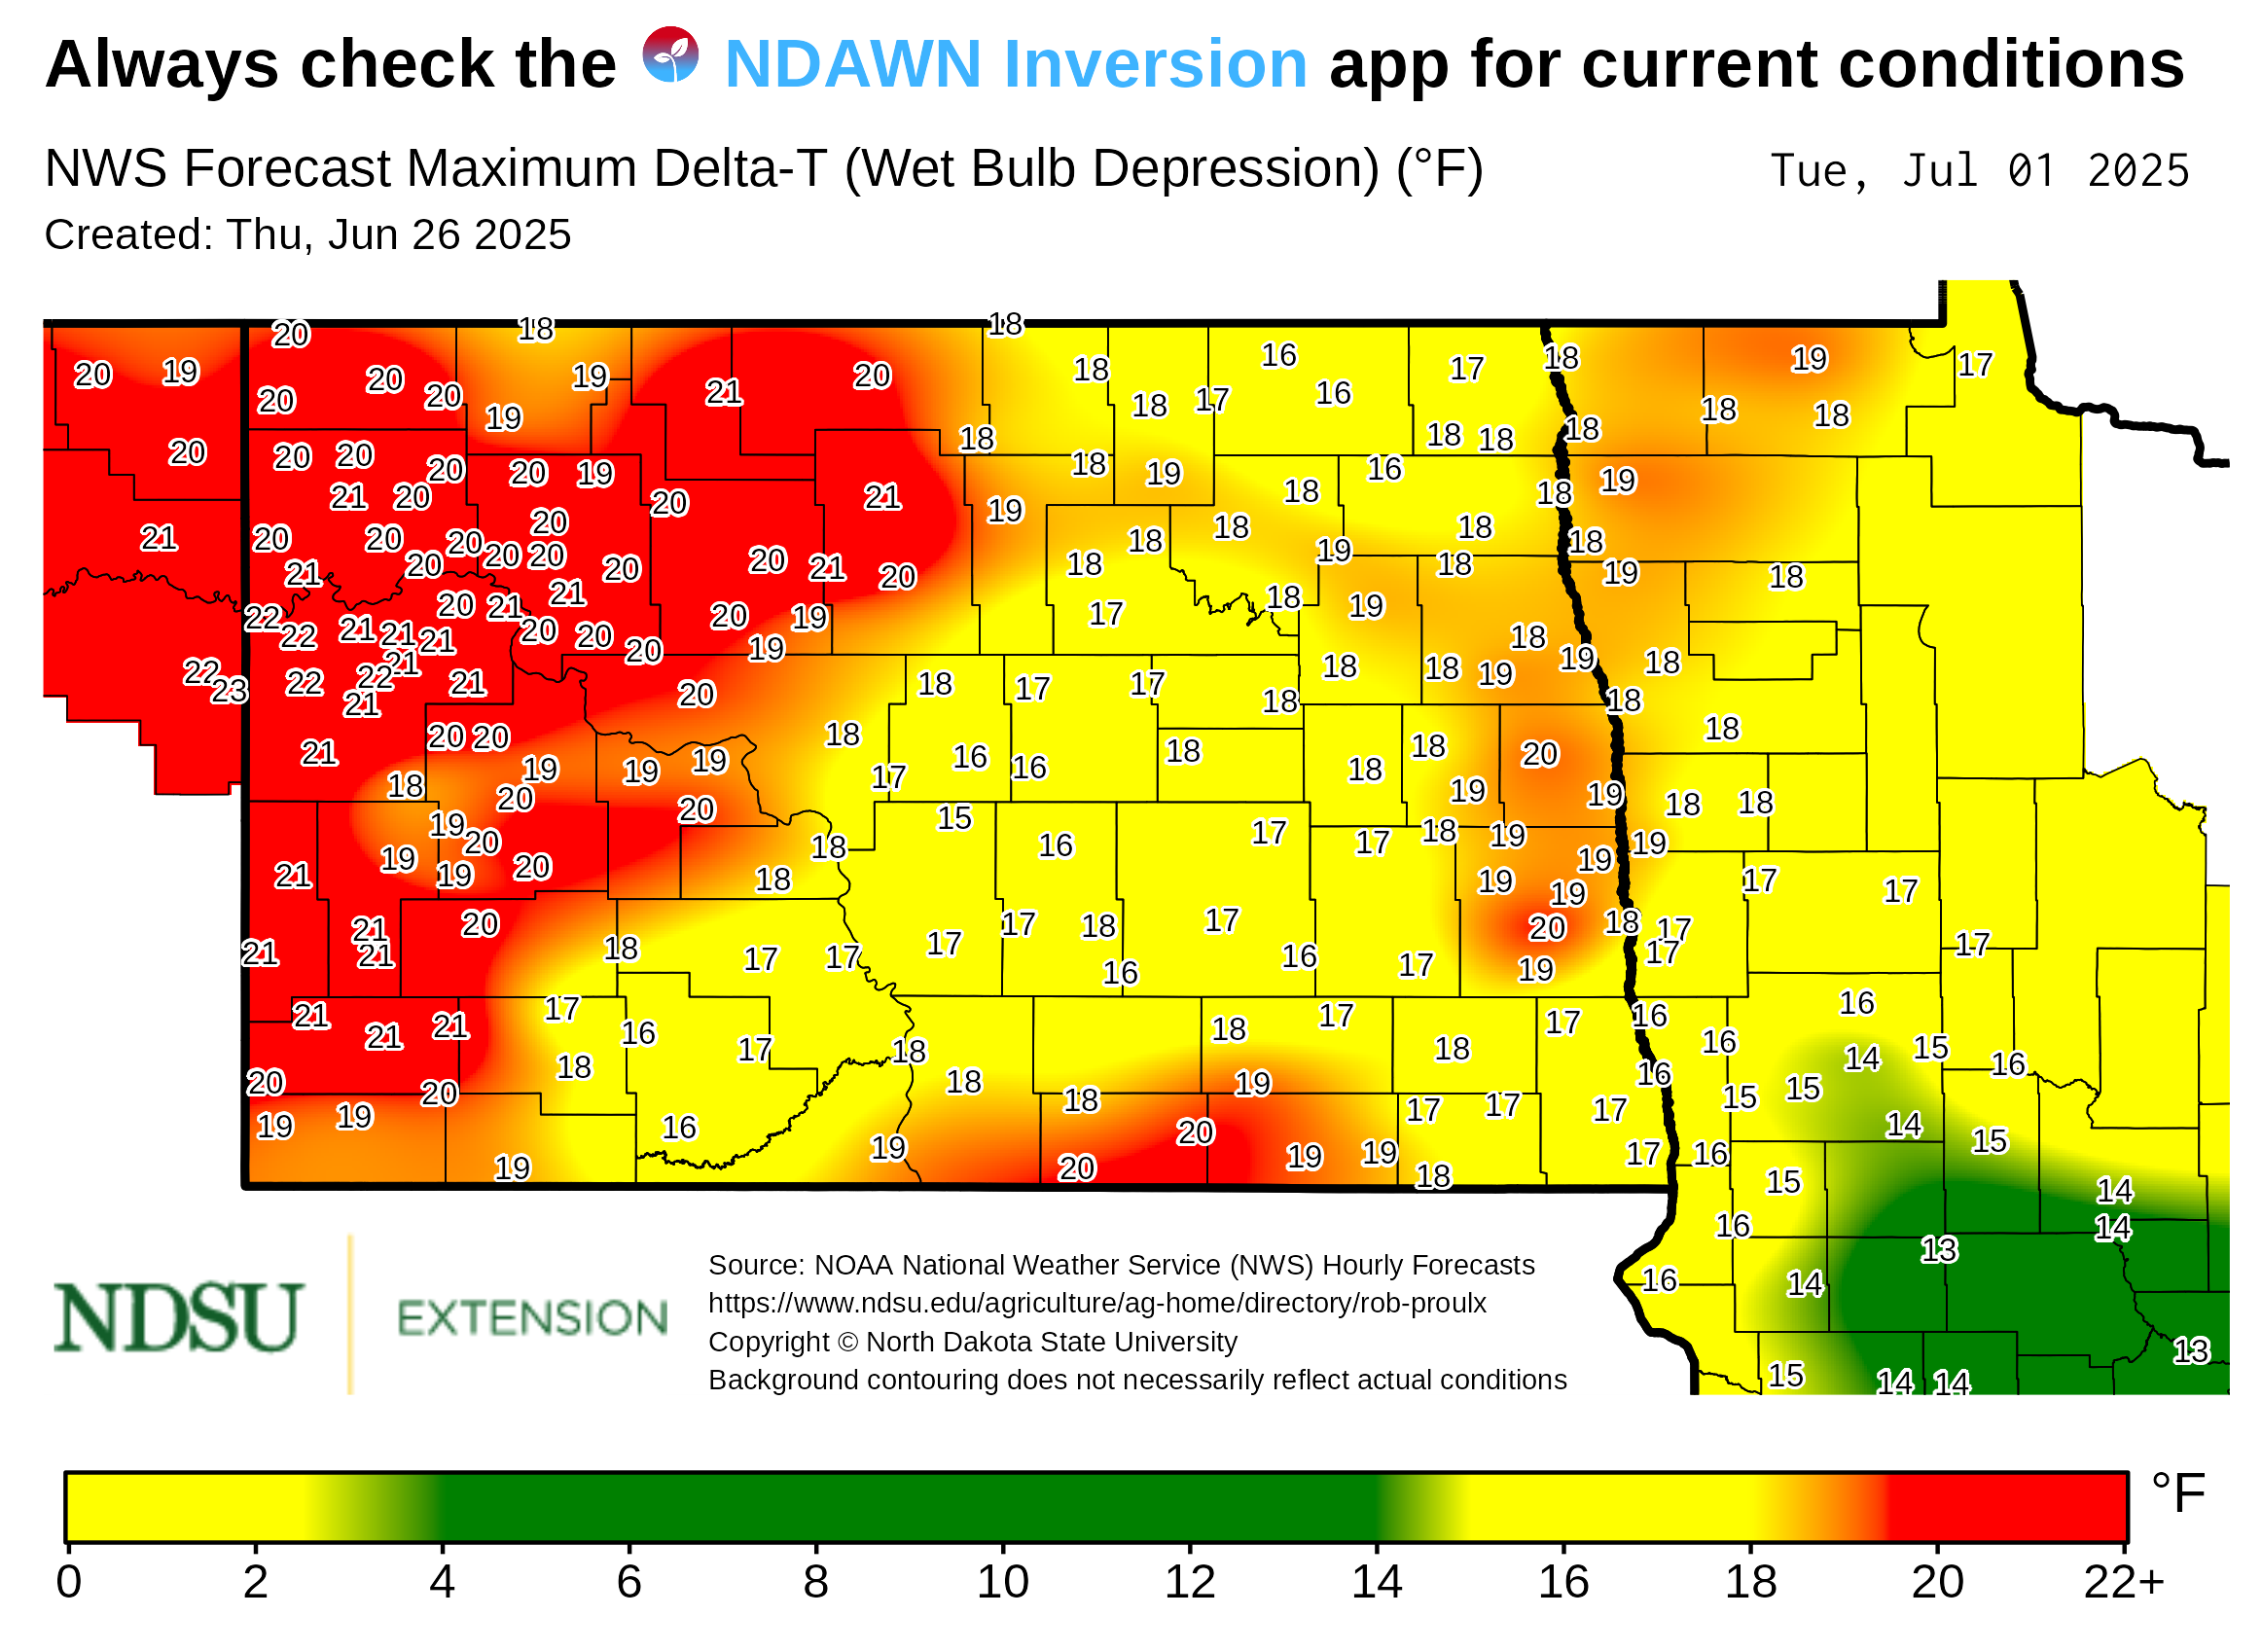 Always check the NDAWN Inversion app for current conditions
NWS Forecast Maximum Delta-T (Wet Bulb Depression) (°F) Tue, Jul 01 2025
Created: Thu, Jun 26 2025
20 18 18
20 19 20 20 19 21 20 18 16 17 18 19 17
20 20 19 18 17 16 18 18
20 20 20 20 20 19 18 18 19 18 18 16 18
21 20 20 21 19 18 18 19
21 20 20 20 20 20 20 18 18 18 18
21 20 20 20 21 20 18 19 18 19 18
22 20 21 21 20 19 17 18 19
22 21 21 21 20 20 20 19 18 19 18
22 23 22 22 21 21 20 18 17 17 18 18 18 19
21 20 20 18 18 18 18
21 19 19 19 17 16 16 18 18 20
18 20 20 15 19 19 18 18
19 20 18 16 17 17 18 19 19
21 19 19 20 18 19 19 17 17
21 20 18 17 18 17 19 20 18 17
21 21 17 17 17 16 16 17 19 17 17
21 21 21 17 16 18 17 17 16 16
20 20 18 17 18 18 18 16 14 15 16
19 19 16 18 19 17 17 17 15 15 14
19 19 20 20 19 19 18 17 16 15 15
14
16 14
16 14 13
Source: NOAA National Weather Service (NWS) Hourly Forecasts
https://www.ndsu.edu/agriculture/ag-home/directory/rob-proulx
Copyright © North Dakota State University
Background contouring does not necessarily reflect actual conditions
NDSU EXTENSION
15 14 14 13
°F
0 2 4 6 8 10 12 14 16 18 20 22+